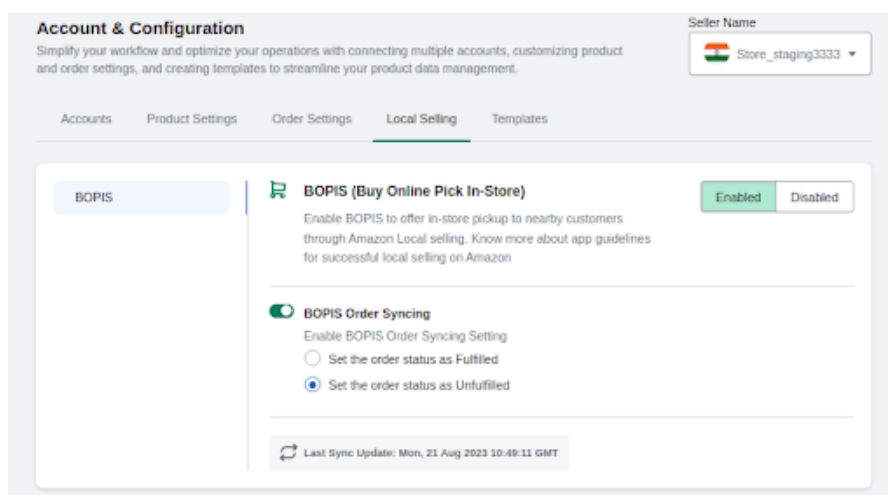 Account & Configuration
Seller Name
Simplify your workflow and optimize your operations with connecting multiple accounts, customizing product
and order settings, and creating templates to streamline your product data management.
Store_staging3333
Accounts Product Settings Order Settings Local Selling Templates
BOPIS
BOPIS (Buy Online Pick In-Store)
Enabled Disabled
Enable BOPIS to offer in-store pickup to nearby customers
through Amazon Local selling. Know more about app guidelines
for successful local selling on Amazon
BOPIS Order Syncing
Enable BOPIS Order Syncing Setting
Set the order status as Fulfilled
Set the order status as Unfulfilled
Last Sync Update: Mon, 21 Aug 2023 10:49:11 GMT